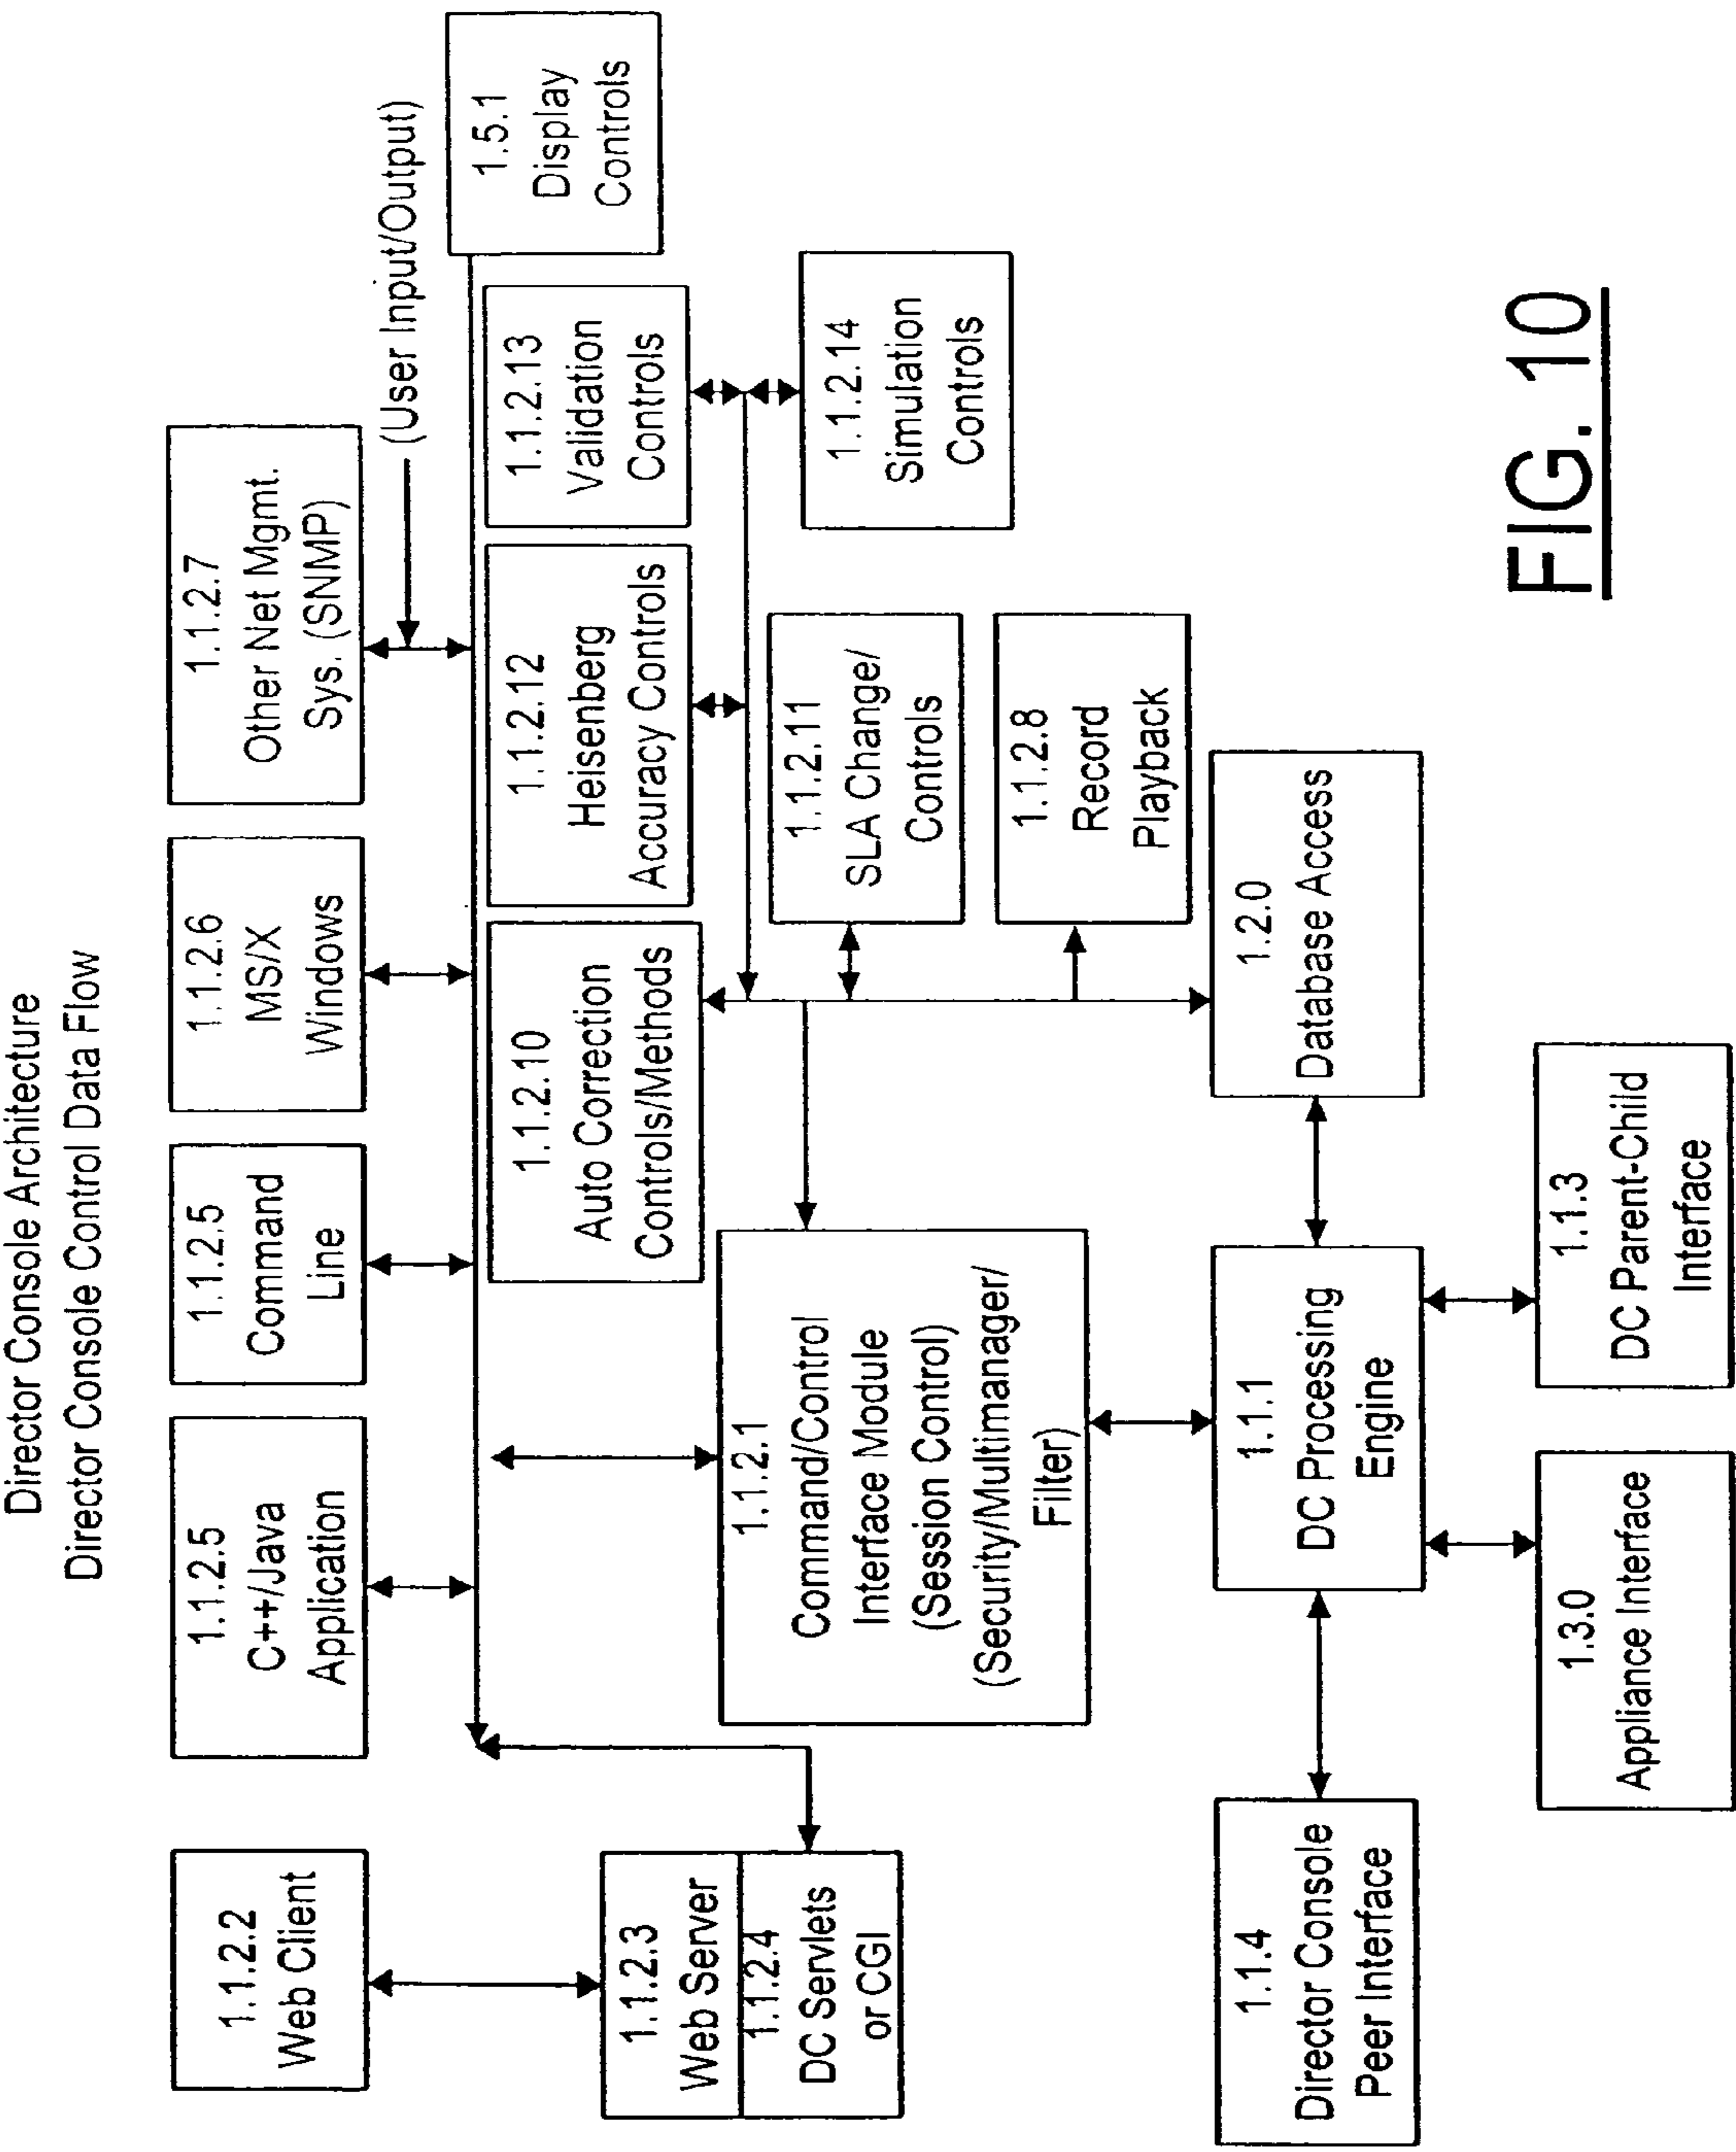 Director Console Architecture
Director Console Control Data Flow
1.1.2.2
Web Client
1.1.2.5
C++/Java
Application
1.1.2.5
Command
Line
1.1.2.6
MS/X
Windows
1.1.2.7
Other Net Mgmt.
Sys. (SNMP)
(User Input/Output)
1.5.1
Display
Controls
1.1.2.3
Web Server
1.1.2.4
DC Servlets
or CGI
1.1.2.10
Auto Correction
Controls/Methods
1.1.2.12
Heisenberg
Accuracy Controls
1.1.2.13
Validation
Controls
1.1.2.1
Command/Control
Interface Module
(Session Control)
(Security/Multimanager/
Filter)
1.1.2.11
SLA Change/
Controls
1.1.2.14
Simulation
Controls
1.1.2.8
Record
Playback
1.1.4
Director Console
Peer Interface
1.1.1
DC Processing
Engine
1.2.0
Database Access
1.3.0
Appliance Interface
1.1.3
DC Parent-Child
Interface
FIG. 10